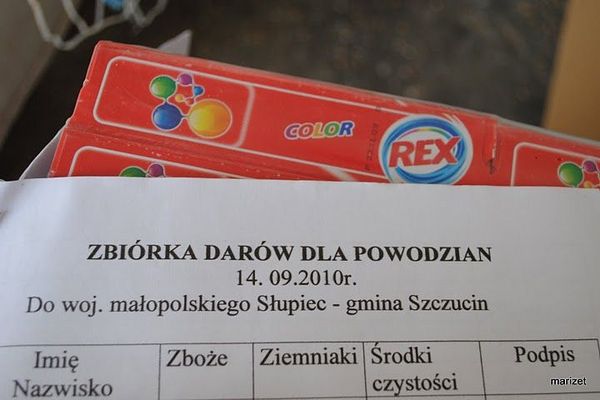 COLOR
REX
ZBIÓRKA DARÓW DLA POWODZIAN
14. 09.2010r.
Do woj. małopolskiego Słupiec - gmina Szczucin
Imię Nazwisko
Zboże
Ziemniaki
Środki czystości
Podpis
marizet